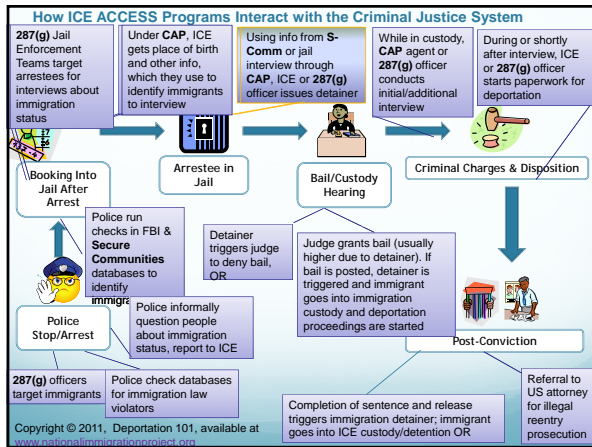 How ICE ACCESS Programs Interact with the Criminal Justice System
287(g) Jail
Enforcement
Teams target
arrestees for
interviews about
immigration
status
Under CAP, ICE
gets place of birth
and other info,
which they use to
identify immigrants
to interview
Using info from S-
Comm or jail
interview through
CAP, ICE or 287(g)
officer issues detainer
While in custody,
CAP agent or
287(g) officer
conducts
initial/additional
interview
During or shortly
after interview, ICE
or 287(g) officer
starts paperwork for
deportation
Booking Into
Jail After
Arrest
Arrestee in
Jail
Bail/Custody
Hearing
Criminal Charges & Disposition
Police run
checks in FBI &
Secure
Communities
databases to
identify
Detainer
triggers judge
to deny bail,
OR
Judge grants bail (usually
higher due to detainer). If
bail is posted, detainer is
triggered and immigrant
goes into immigration
custody and deportation
proceedings are started
Police
Stop/Arrest
Police informally
question people
about immigration
status, report to ICE
Post-Conviction
287(g) officers
target immigrants
Police check databases
for immigration law
violators
Completion of sentence and release
triggers immigration detainer; immigrant
goes into ICE custody/detention OR
Referral to
US attorney
for illegal
reentry
prosecution
Copyright © 2011, Deportation 101, available at
www.nationalimmigrationproject.org